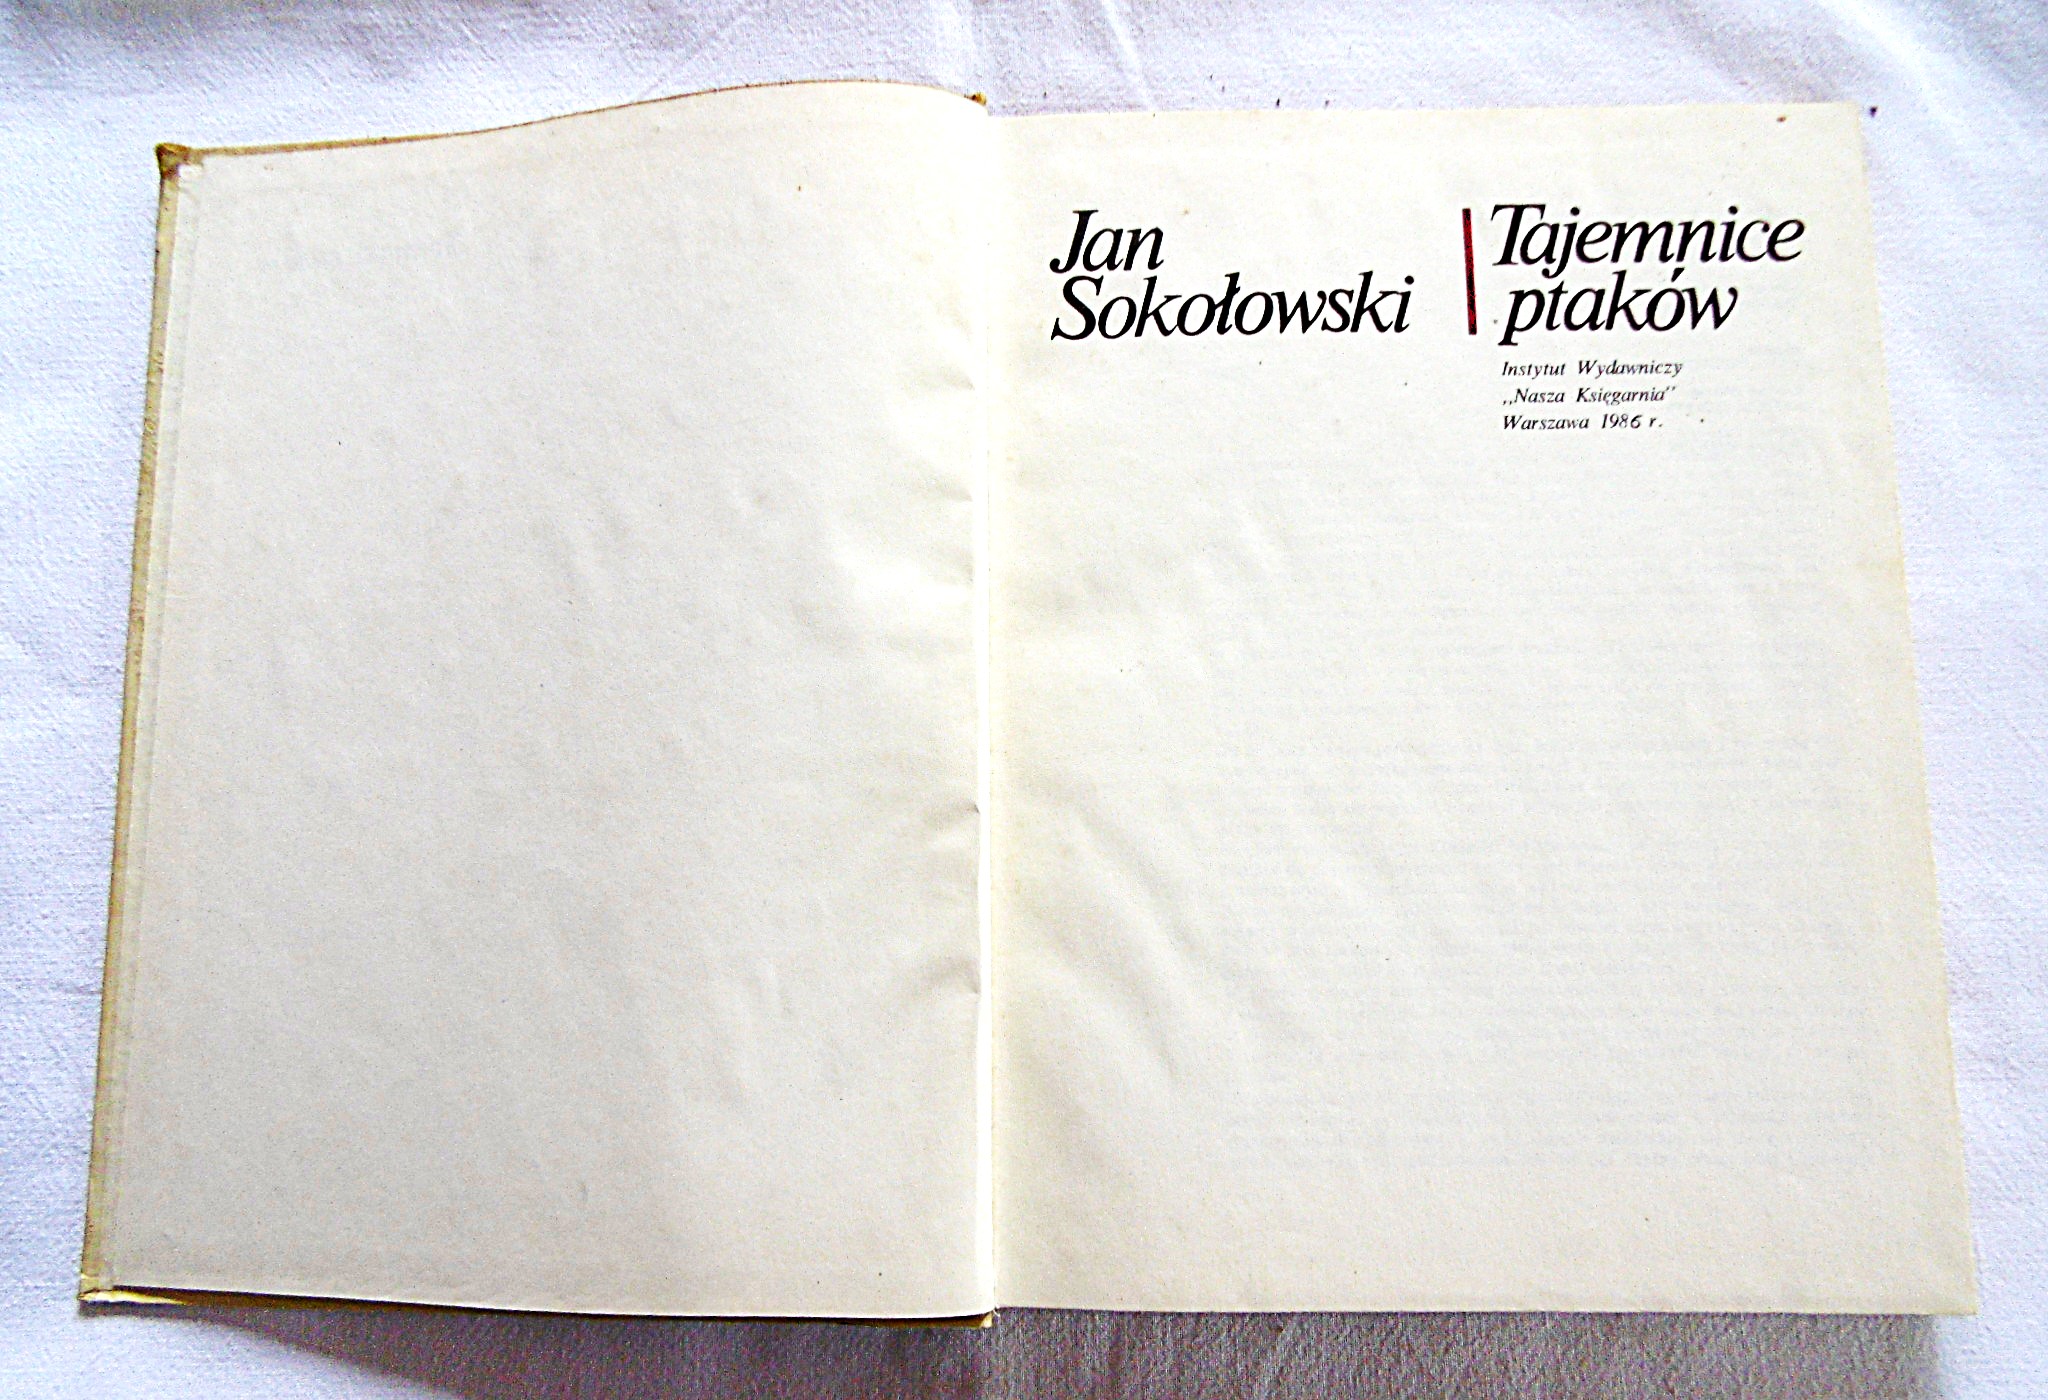 Jan
Sokołowski
Tajemnice
ptaków
Instytut Wydawniczy
,,Nasza Księgarnia"
Warszawa 1986 r.